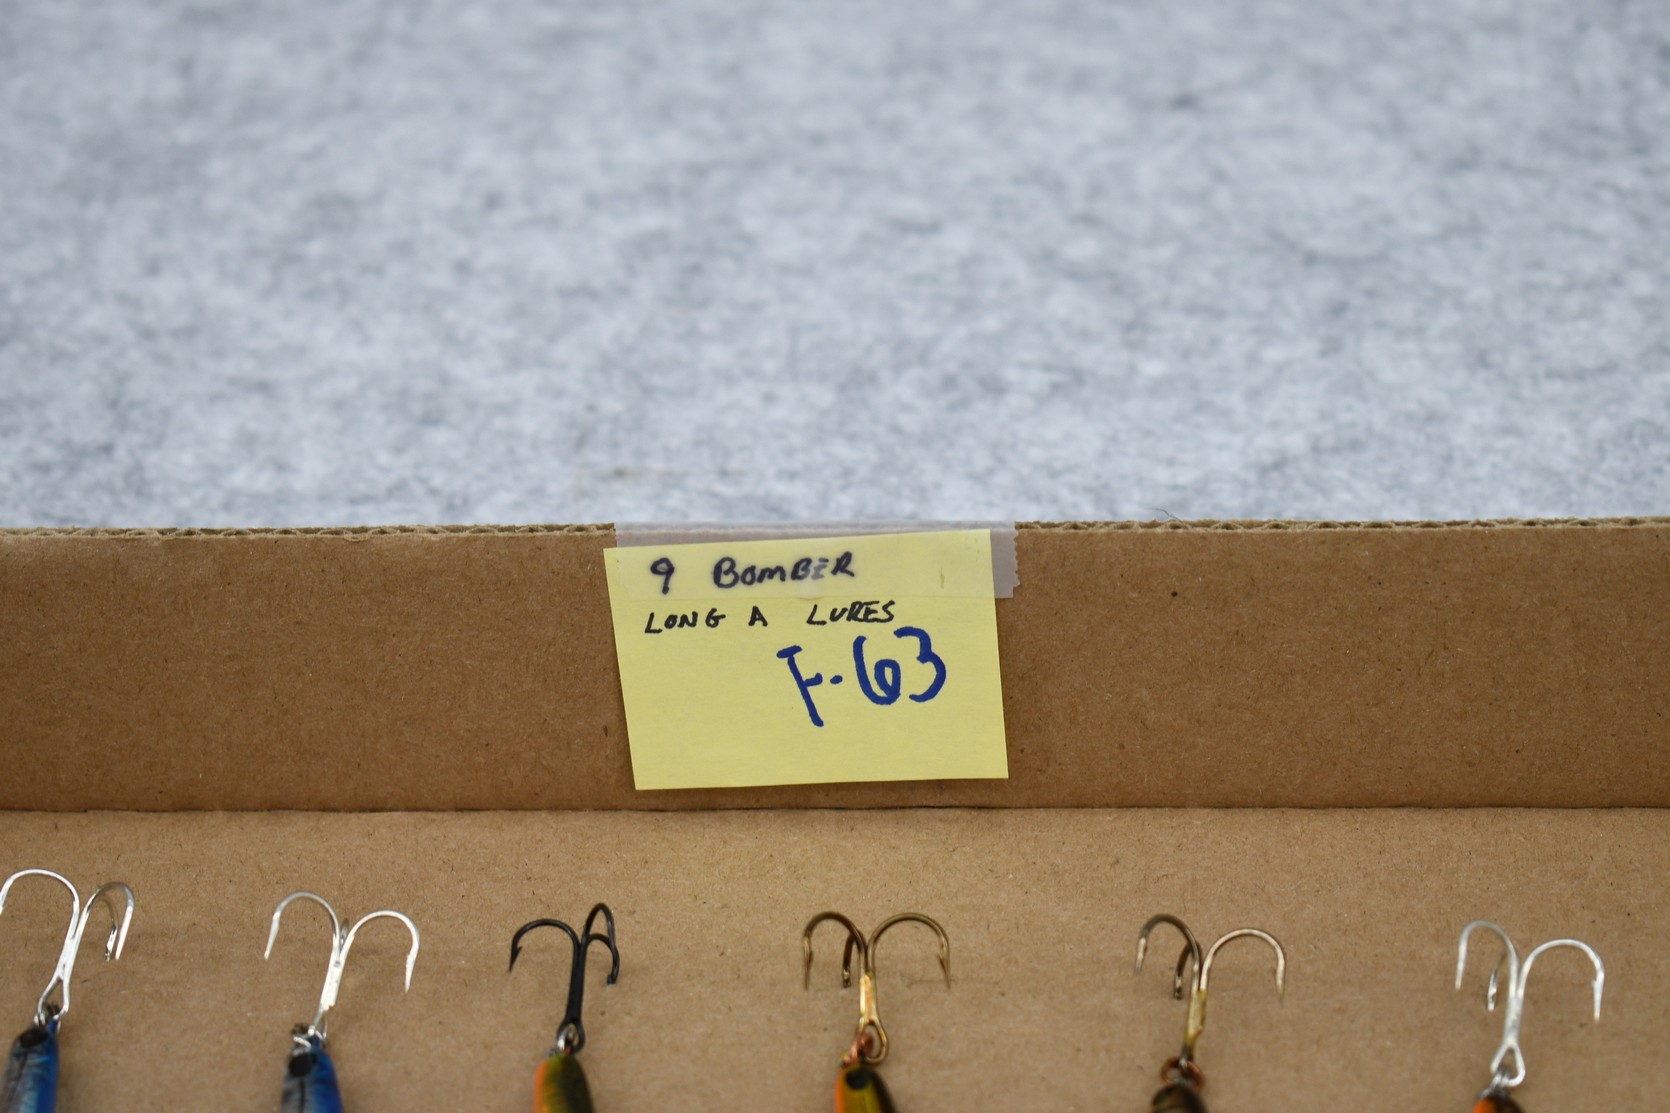 9 BOMBER
LONG A LURES
F-63